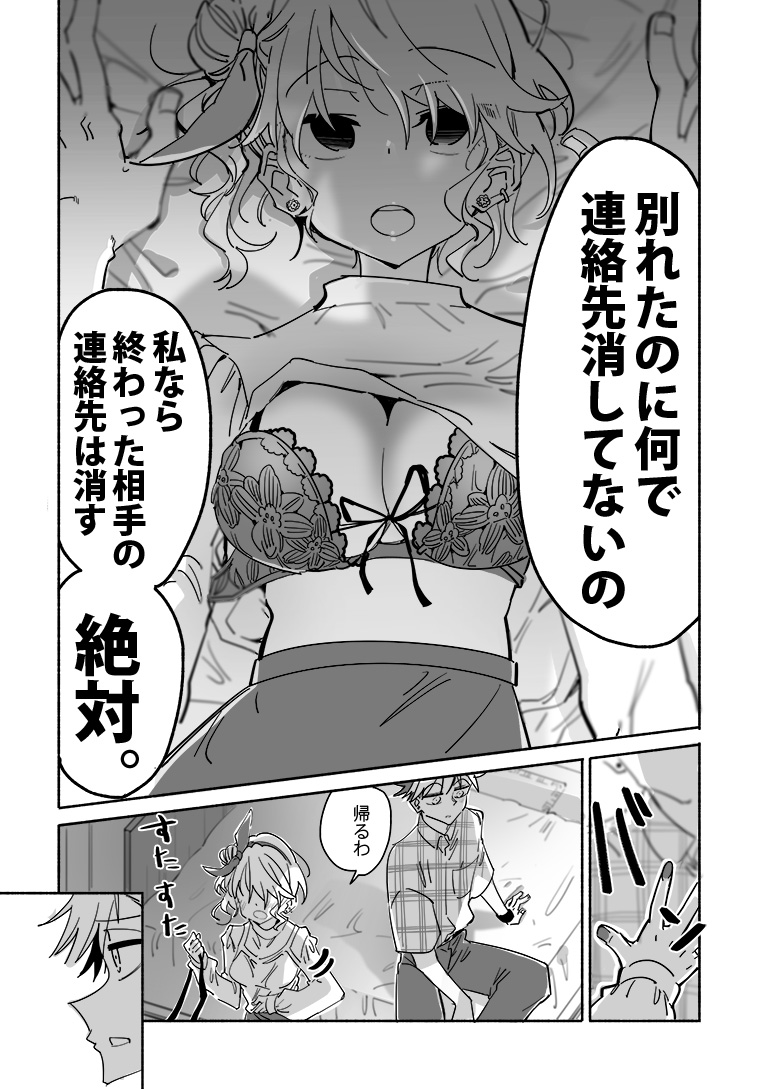 別れたのに何で
連絡先消してないの
私なら
終わった相手の
連絡先は消す
絶対。
バッ
帰るわ
すたすた